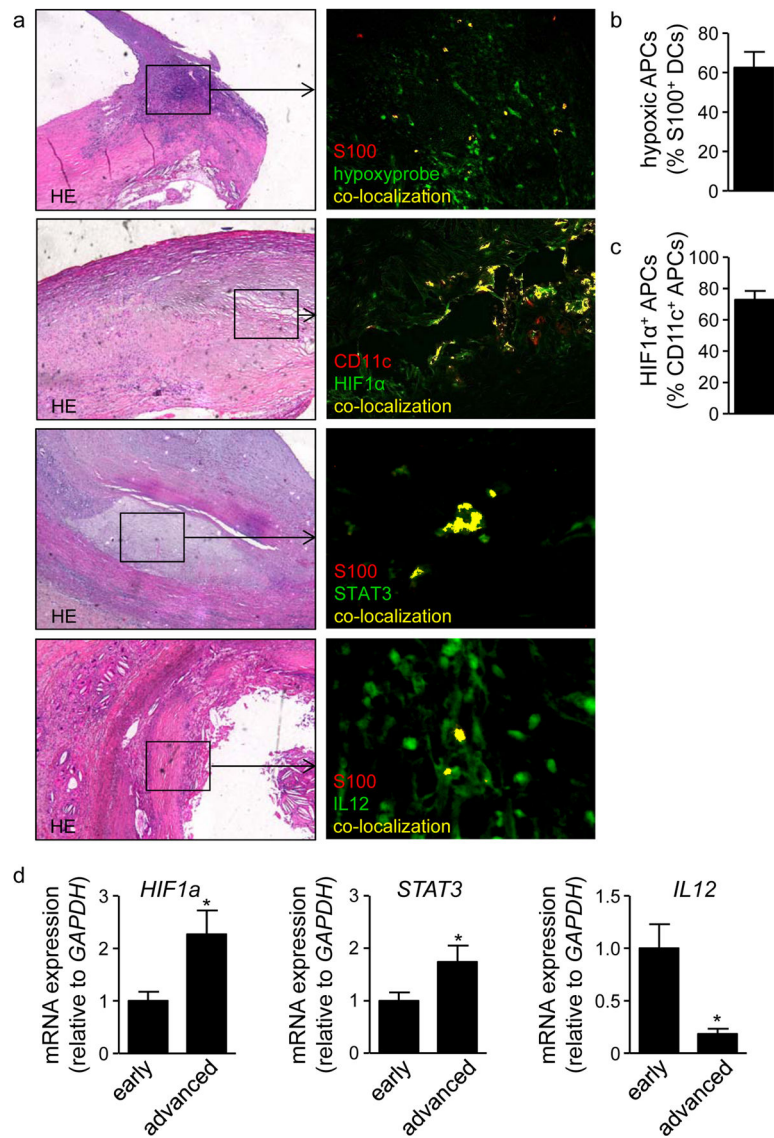 a
HE
S100
hypoxyprobe
co-localization
HE
CD11c
HIF1α
co-localization
HE
S100
STAT3
co-localization
HE
S100
IL12
co-localization
b
hypoxic APCs
(% S100⁺ DCs)
80
60
40
20
0
c
HIF1α⁺ APCs
(% CD11c⁺ APCs)
100
80
60
40
20
0
d
HIF1a
mRNA expression
(relative to GAPDH)
3
2
1
0
*
early
advanced
STAT3
mRNA expression
(relative to GAPDH)
3
2
1
0
*
early
advanced
IL12
mRNA expression
(relative to GAPDH)
1.5
1.0
0.5
0
*
early
advanced